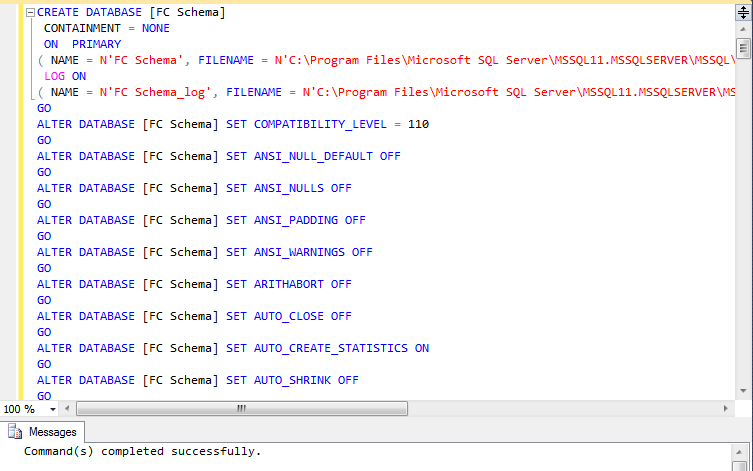 CREATE DATABASE [FC Schema]
CONTAINMENT = NONE
ON  PRIMARY
( NAME = N'FC Schema', FILENAME = N'C:\Program Files\Microsoft SQL Server\MSSQL11.MSSQLSERVER\MSSQL\
LOG ON
( NAME = N'FC Schema_log', FILENAME = N'C:\Program Files\Microsoft SQL Server\MSSQL11.MSSQLSERVER\MS
GO
ALTER DATABASE [FC Schema] SET COMPATIBILITY_LEVEL = 110
GO
ALTER DATABASE [FC Schema] SET ANSI_NULL_DEFAULT OFF
GO
ALTER DATABASE [FC Schema] SET ANSI_NULLS OFF
GO
ALTER DATABASE [FC Schema] SET ANSI_PADDING OFF
GO
ALTER DATABASE [FC Schema] SET ANSI_WARNINGS OFF
GO
ALTER DATABASE [FC Schema] SET ARITHABORT OFF
GO
ALTER DATABASE [FC Schema] SET AUTO_CLOSE OFF
GO
ALTER DATABASE [FC Schema] SET AUTO_CREATE_STATISTICS ON
GO
ALTER DATABASE [FC Schema] SET AUTO_SHRINK OFF
GO
100 %
Messages
Command(s) completed successfully.